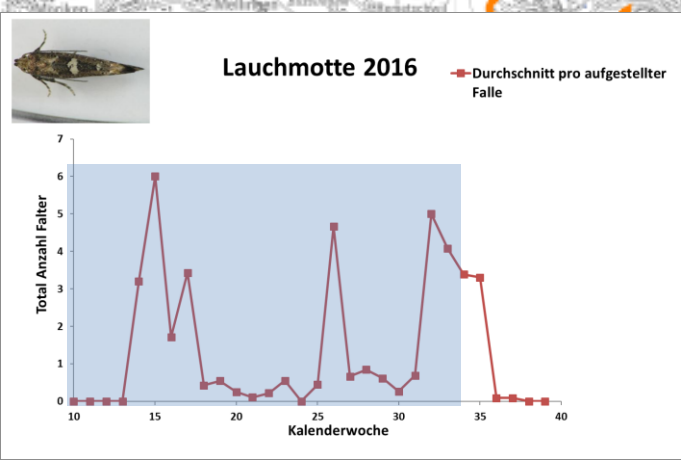 Lauchmotte 2016
Durchschnitt pro aufgestellter
Falle
Total Anzahl Falter
7
6
5
4
3
2
1
0
10 15 20 25 30 35 40
Kalenderwoche